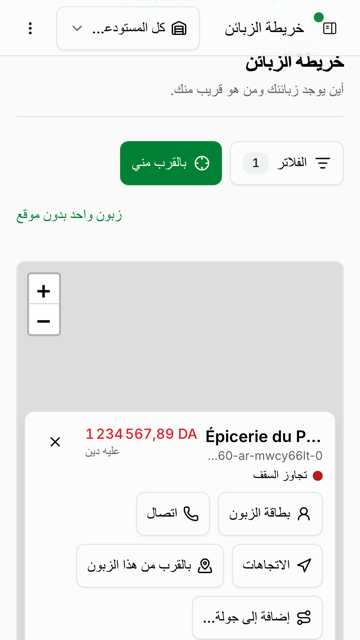 خريطة الزبائن
كل المستودعـ...
خريطة الزبائن
أين يوجد زبائنك ومن هو قريب منك.
الفلاتر 1
بالقرب مني
زبون واحد بدون موقع
+
−
Épicerie du P...
1 234 567,89 DA
...60-ar-mwcy66lt-0
عليه دين
تجاوز السقف
بطاقة الزبون
اتصال
الاتجاهات
بالقرب من هذا الزبون
إضافة إلى جولة...